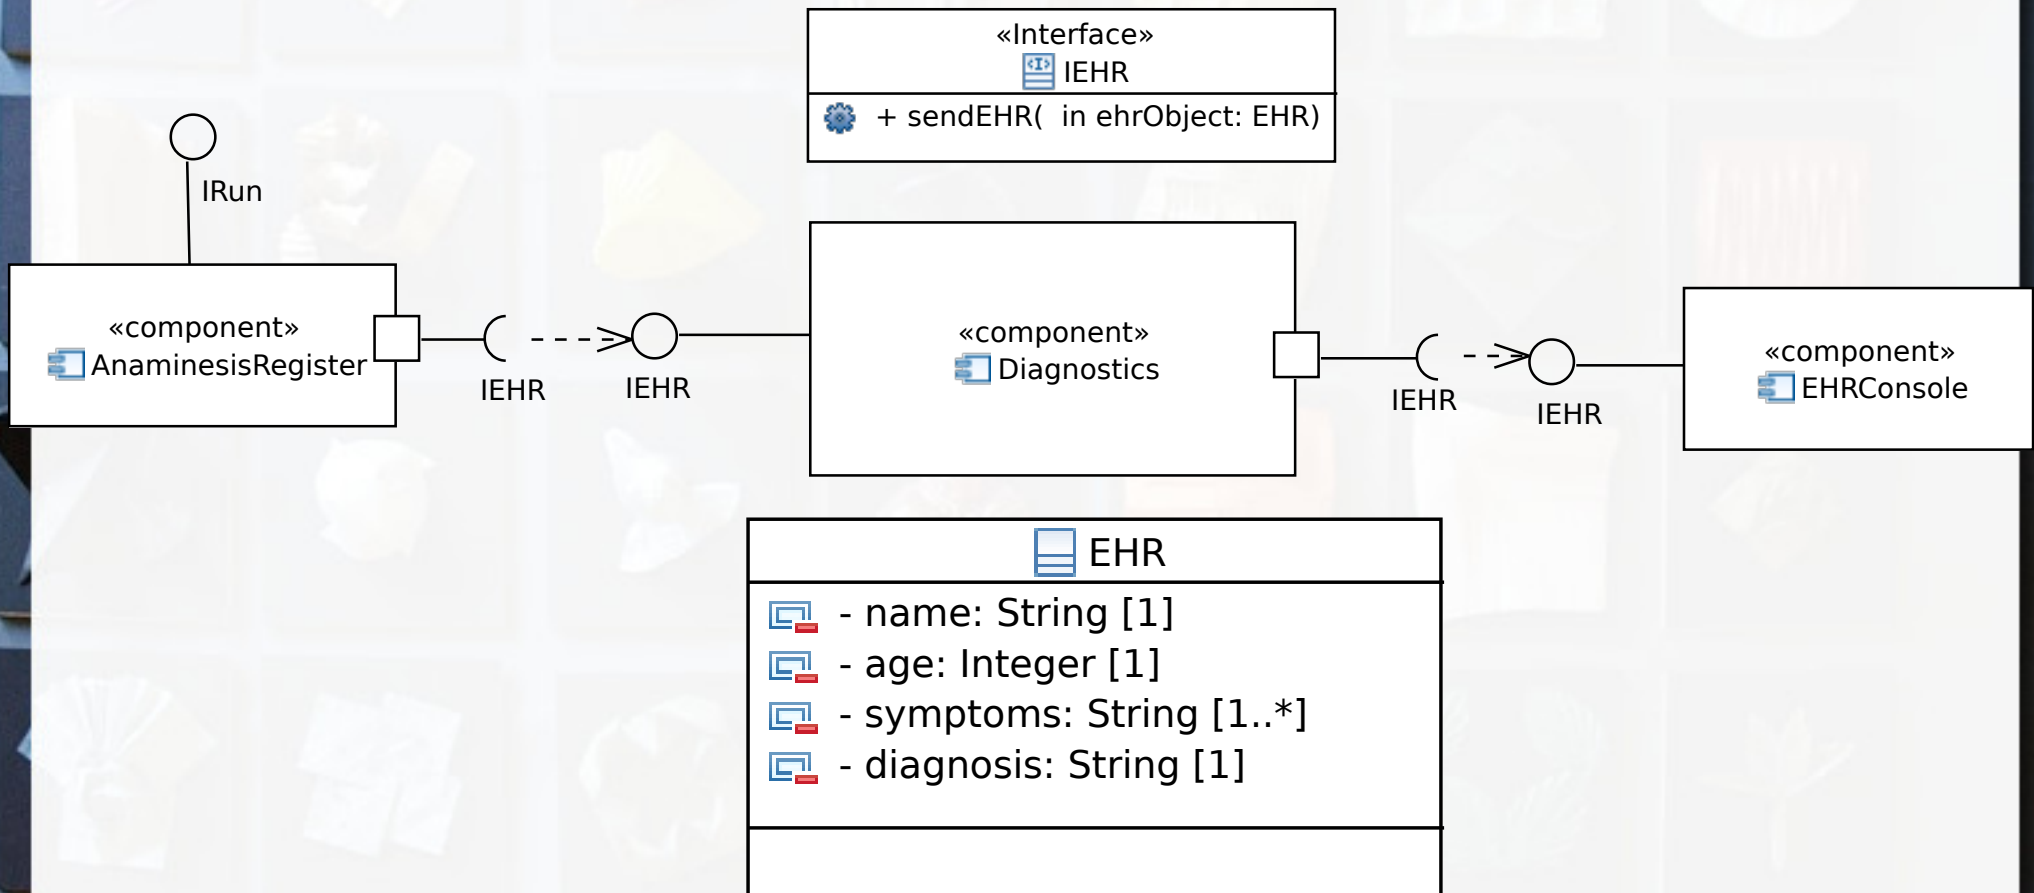 «Interface»
IEHR
+ sendEHR(  in ehrObject: EHR)
IRun
«component»
AnaminesisRegister
IEHR
IEHR
«component»
Diagnostics
IEHR
IEHR
«component»
EHRConsole
EHR
- name: String [1]
- age: Integer [1]
- symptoms: String [1..*]
- diagnosis: String [1]